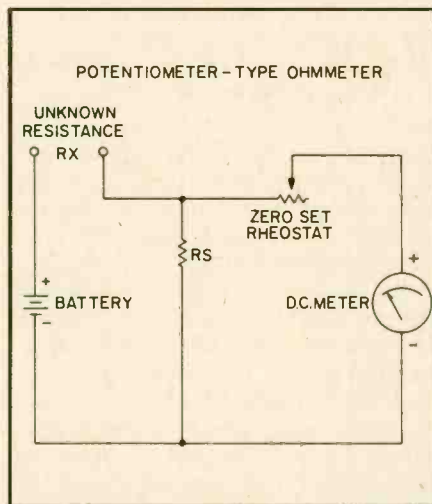 POTENTIOMETER-TYPE OHMMETER
UNKNOWN
RESISTANCE
RX
ZERO SET
RHEOSTAT
RS
+
BATTERY
-
+
D.C. METER
-